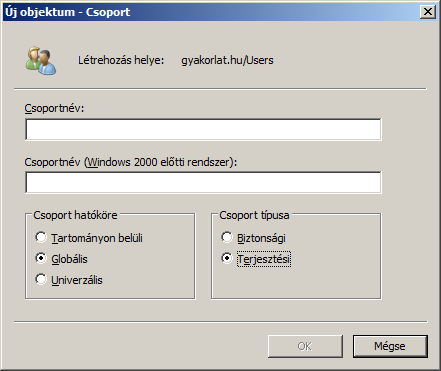 Új objektum - Csoport
Létrehozás helye: gyakorlat.hu/Users
Csoportnév:
Csoportnév (Windows 2000 előtti rendszer):
Csoport hatóköre
Tartományon belüli
Globális
Univerzális
Csoport típusa
Biztonsági
Terjesztési
OK
Mégse